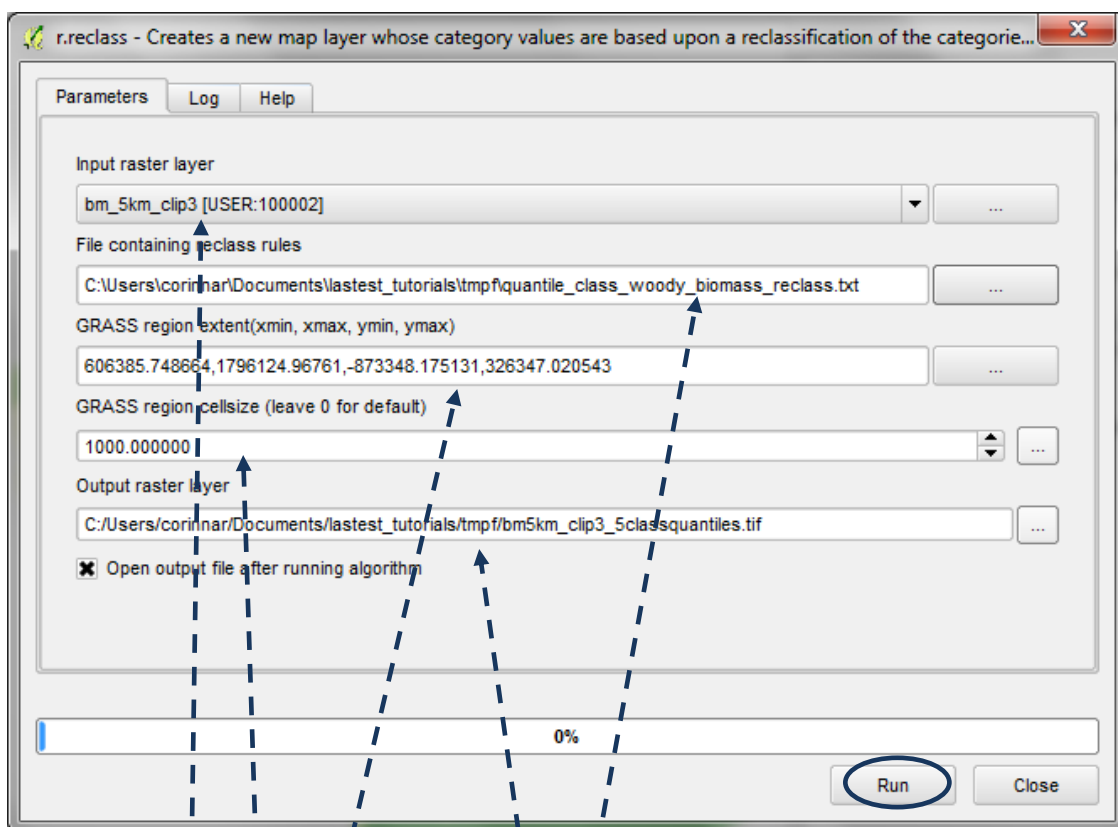 r.reclass - Creates a new map layer whose category values are based upon a reclassification of the categorie...
Parameters Log Help
Input raster layer
bm_5km_clip3 [USER:100002] ...
File containing reclass rules
C:\Users\corinnar\Documents\lastest_tutorials\tmpf\quantile_class_woody_biomass_reclass.txt ...
GRASS region extent(xmin, xmax, ymin, ymax)
606385.748664,1796124.96761,-873348.175131,326347.020543 ...
GRASS region cellsize (leave 0 for default)
1000.000000 ...
Output raster layer
C:/Users/corinnar/Documents/lastest_tutorials/tmpf/bm5km_clip3_5classquantiles.tif ...
Open output file after running algorithm
0%
Run Close